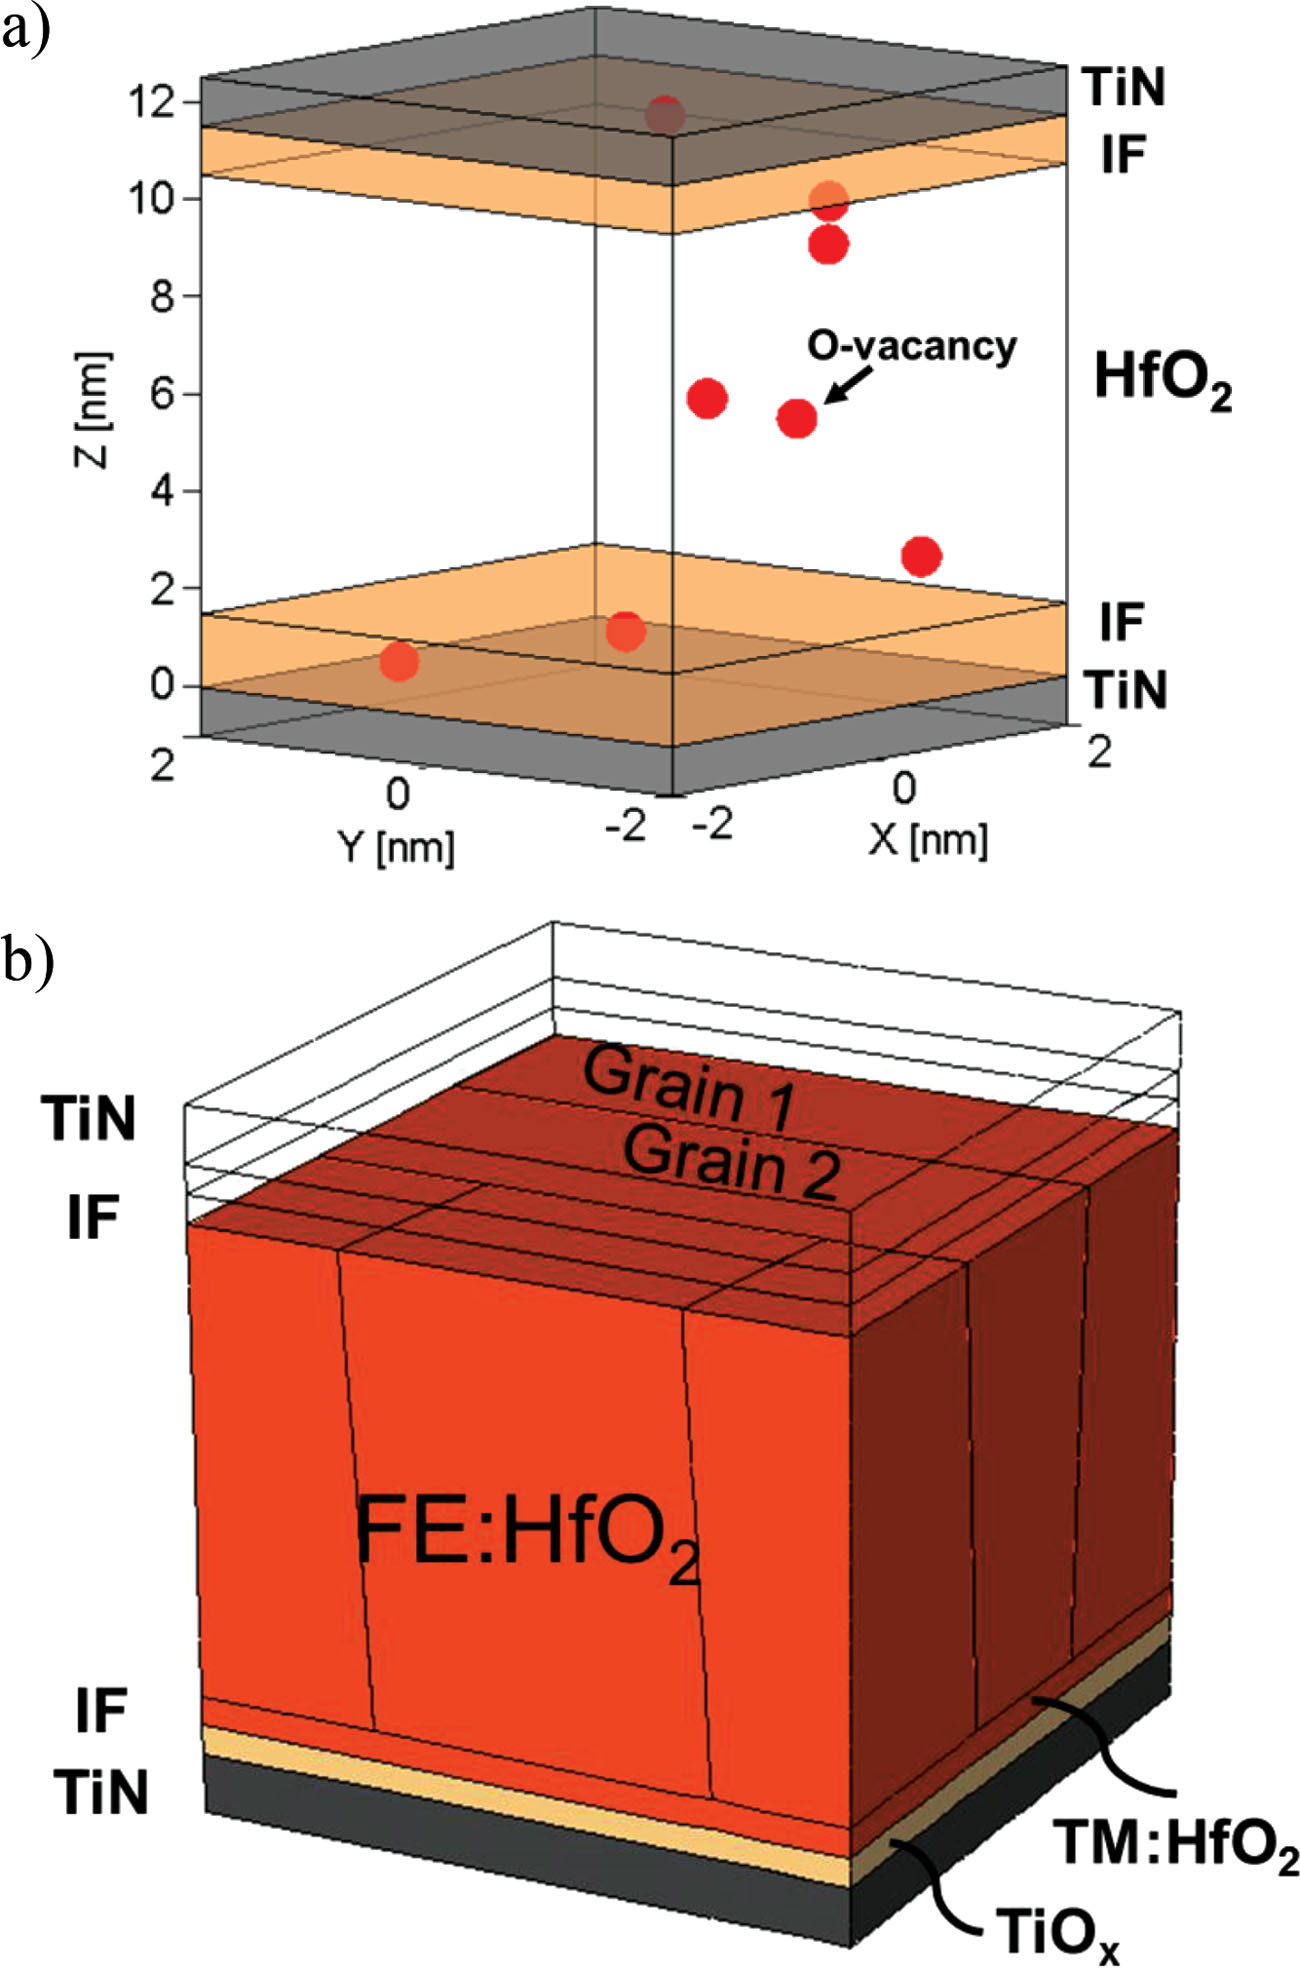 a)
TiN
IF
12
10
8
6
4
2
0
Z [nm]
O-vacancy
HfO₂
IF
TiN
2
0
-2
Y [nm]
-2
0
2
X [nm]
b)
TiN
IF
Grain 1
Grain 2
FE:HfO₂
IF
TiN
TM:HfO₂
TiOₓ